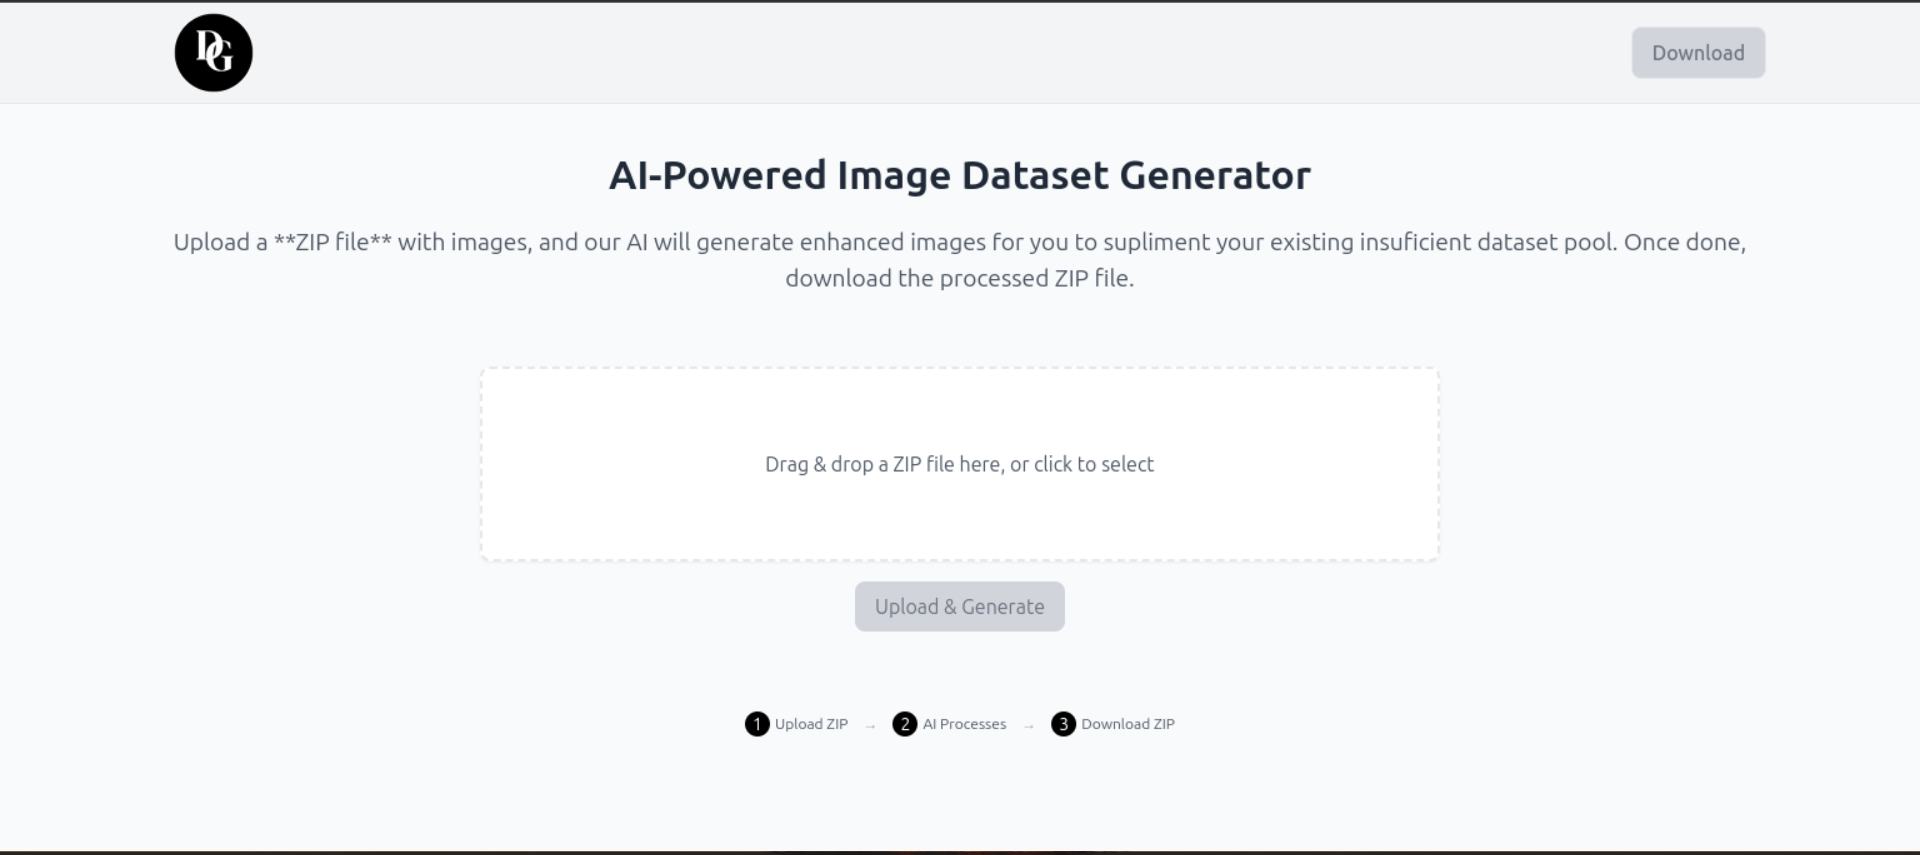 DG
Download
AI-Powered Image Dataset Generator
Upload a **ZIP file** with images, and our AI will generate enhanced images for you to supliment your existing insuficient dataset pool. Once done,
download the processed ZIP file.
Drag & drop a ZIP file here, or click to select
Upload & Generate
1 Upload ZIP → 2 AI Processes → 3 Download ZIP